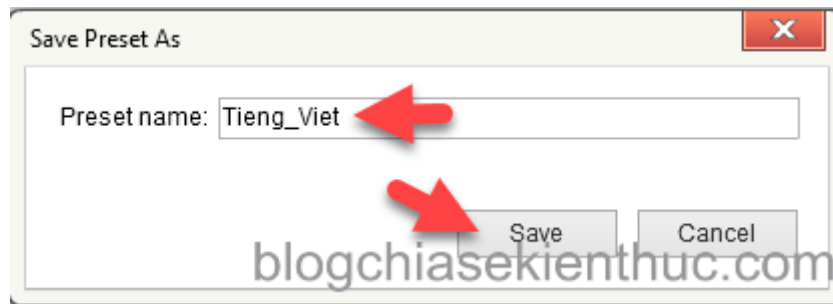 Save Preset As
Preset name: Tieng_Viet
Save Cancel
blogchiasekienthuc.com